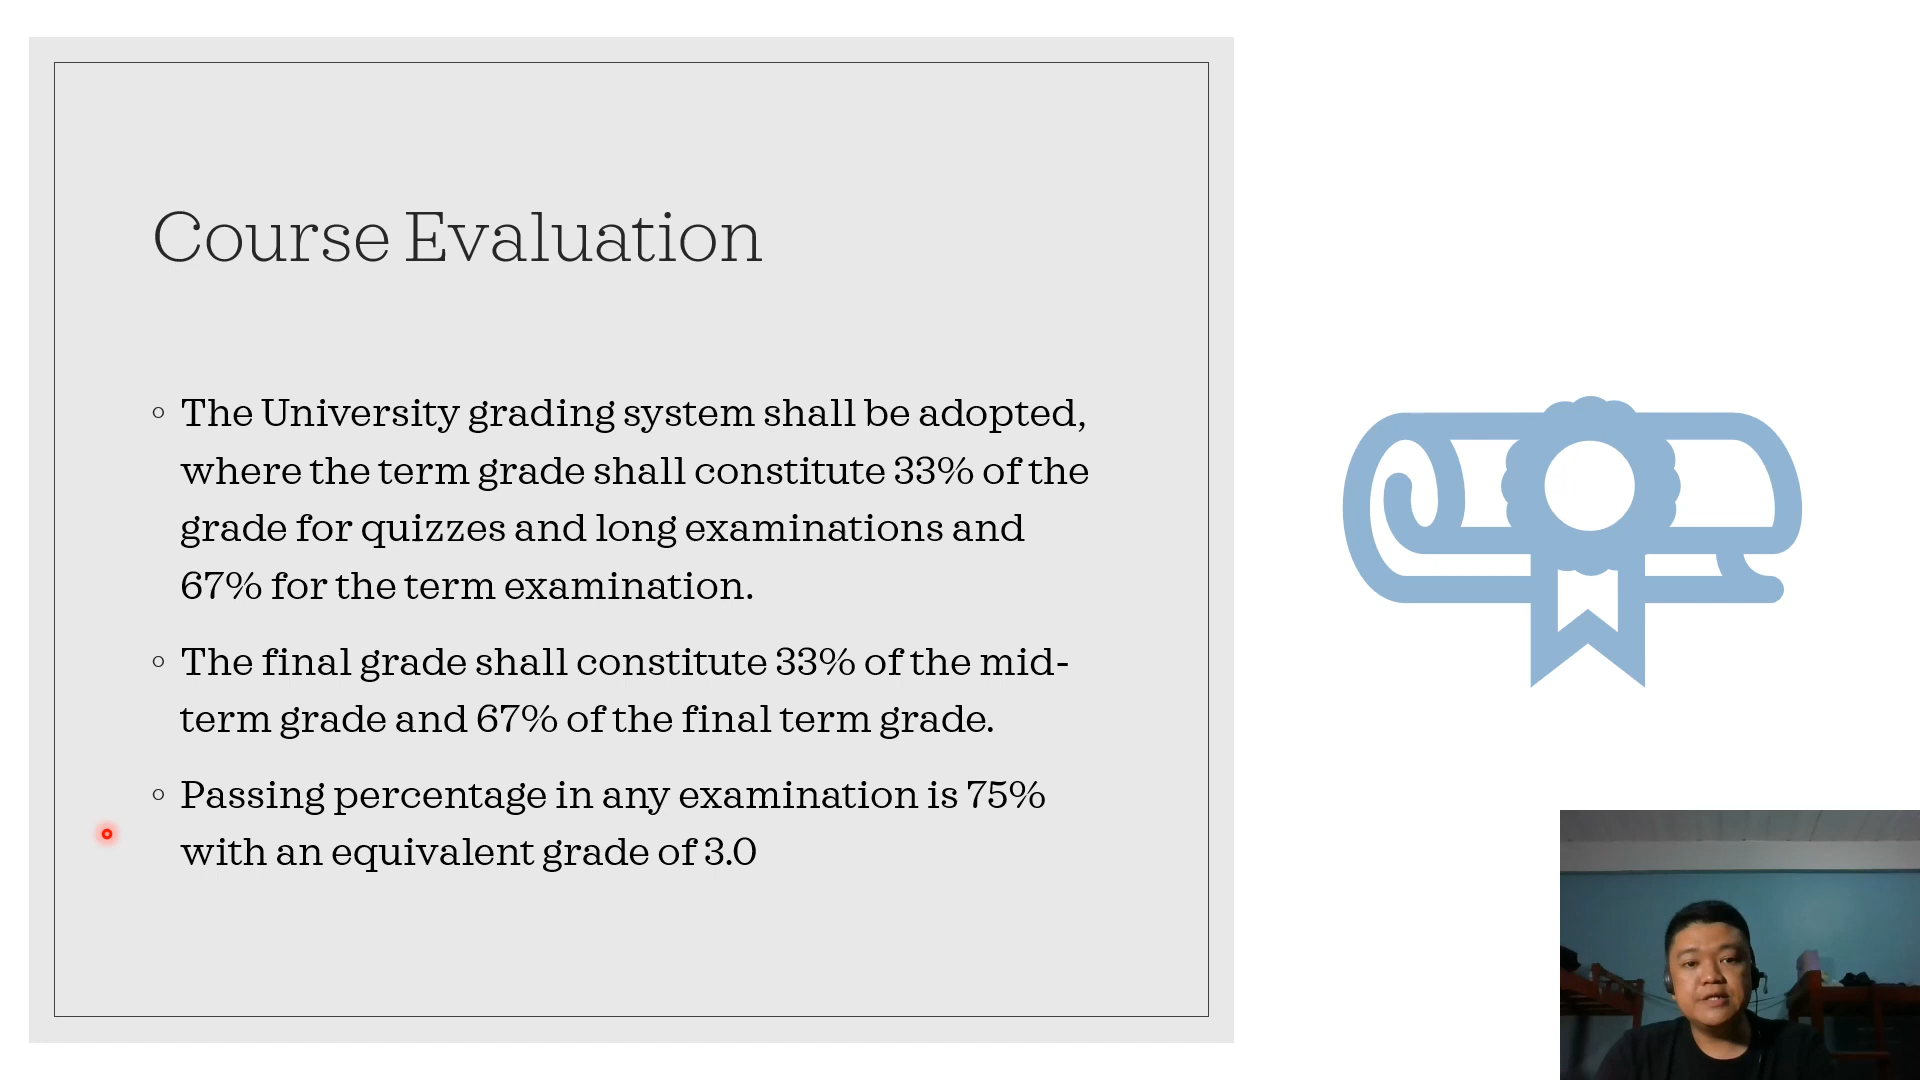 Course Evaluation
The University grading system shall be adopted,
where the term grade shall constitute 33% of the
grade for quizzes and long examinations and
67% for the term examination.
The final grade shall constitute 33% of the mid-
term grade and 67% of the final term grade.
Passing percentage in any examination is 75%
with an equivalent grade of 3.0